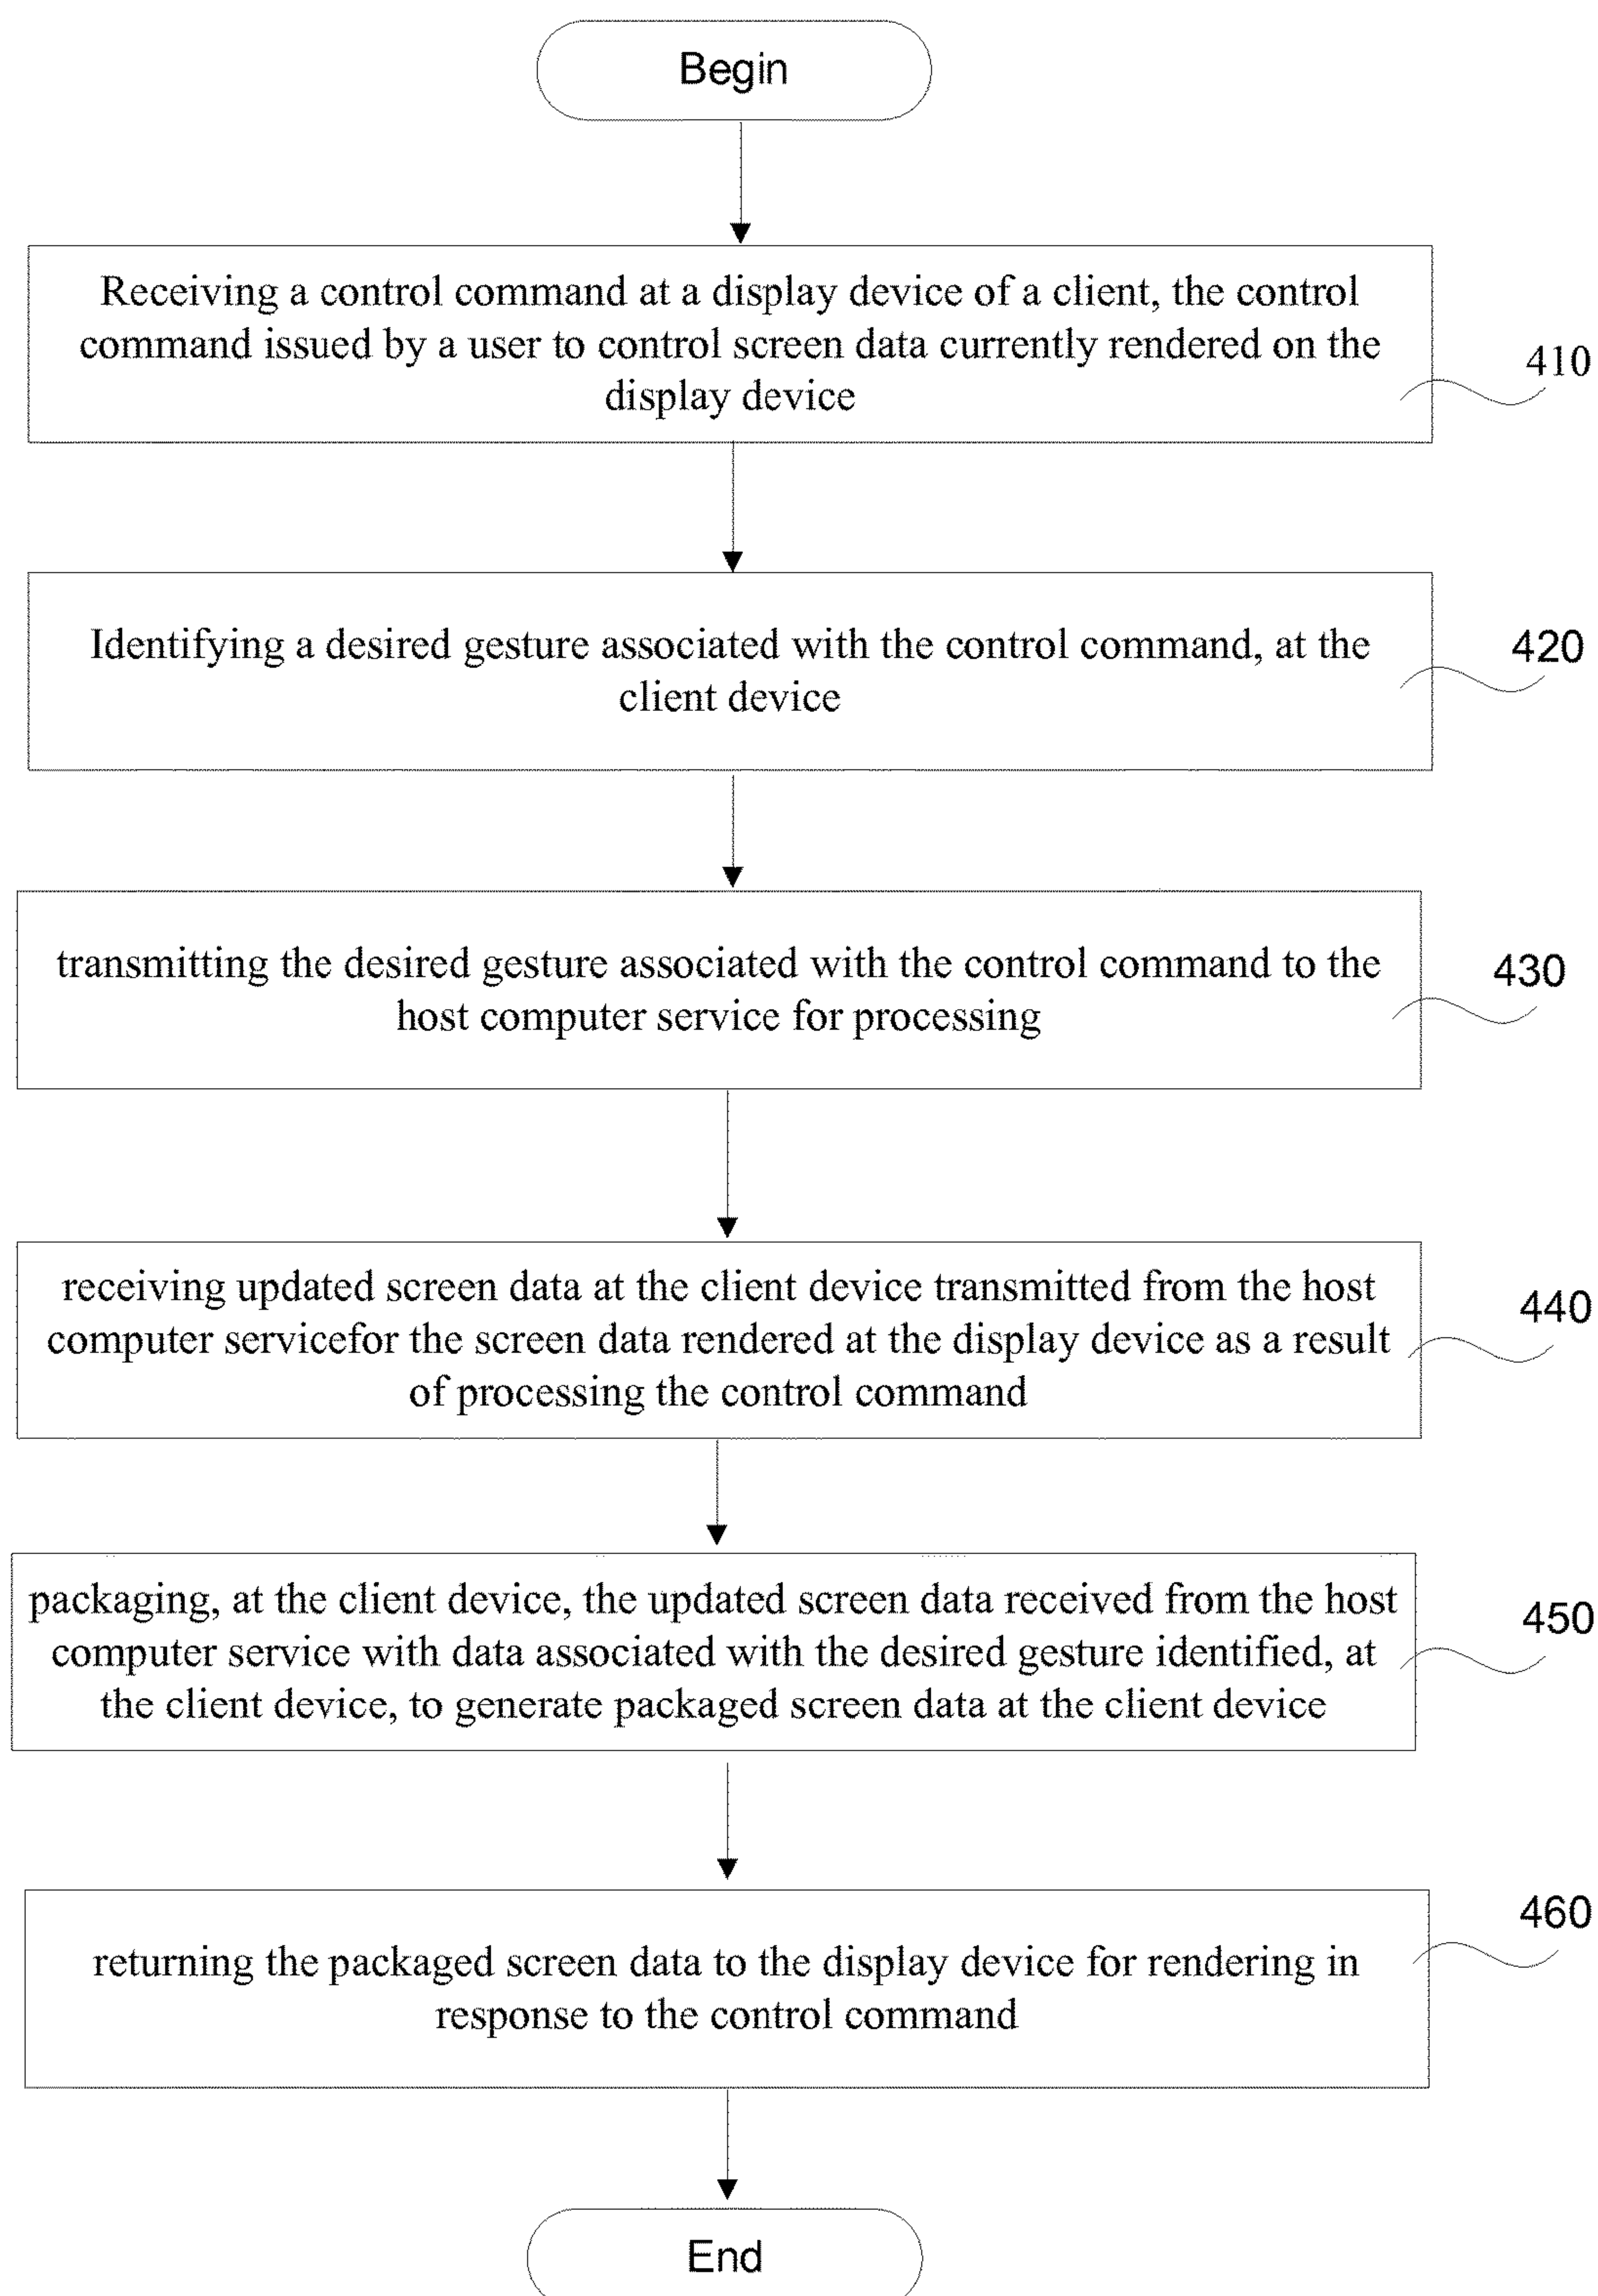 Begin
Receiving a control command at a display device of a client, the control
command issued by a user to control screen data currently rendered on the
display device
410
Identifying a desired gesture associated with the control command, at the
client device
420
transmitting the desired gesture associated with the control command to the
host computer service for processing
430
receiving updated screen data at the client device transmitted from the host
computer servicefor the screen data rendered at the display device as a result
of processing the control command
440
packaging, at the client device, the updated screen data received from the host
computer service with data associated with the desired gesture identified, at
the client device, to generate packaged screen data at the client device
450
returning the packaged screen data to the display device for rendering in
response to the control command
460
End